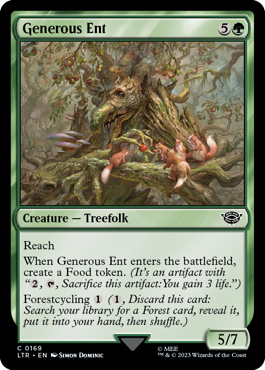 Generous Ent 5
Creature — Treefolk
Reach
When Generous Ent enters the battlefield,
create a Food token. (It's an artifact with
“2, , Sacrifice this artifact: You gain 3 life.”)
Forestcycling 1 (1, Discard this card:
Search your library for a Forest card, reveal it,
put it into your hand, then shuffle.)
5/7
C 0169
LTR • EN SIMON DOMINIC
© MEE
™ & © 2023 Wizards of the Coast